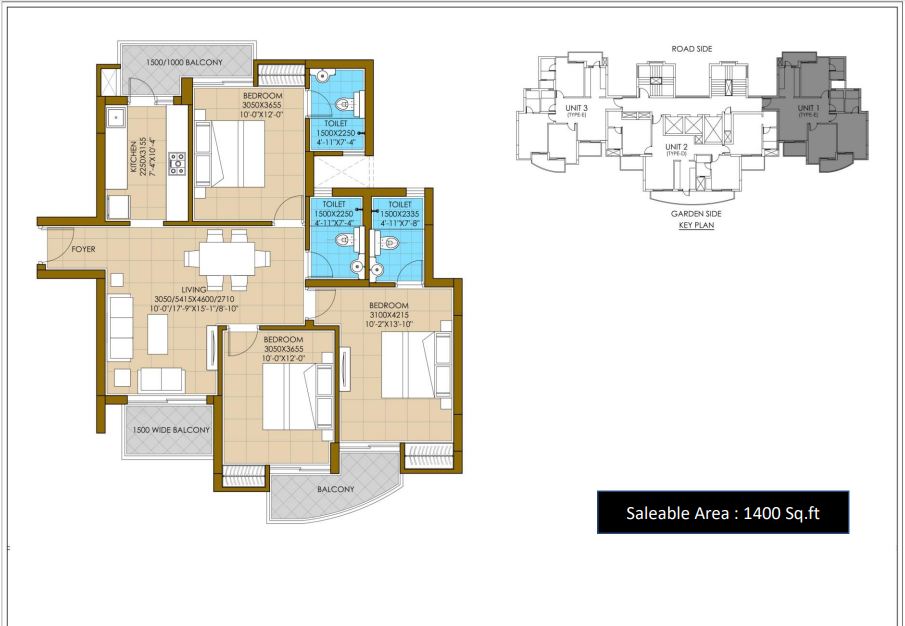 1500/1000 BALCONY
BEDROOM
3050X3655
10'-0"X12'-0"
TOILET
1500X2250
4'-11"X7'-4"
KITCHEN
2250X3155
7'-4"X10'-4"
TOILET
1500X2250
4'-11"X7'-4"
TOILET
1500X2335
4'-11"X7'-8"
FOYER
LIVING
3050/5415X4600/2710
10'-0"/17'-9"X15'-1"/8'-10"
BEDROOM
3100X4215
10'-2"X13'-10"
BEDROOM
3050X3655
10'-0"X12'-0"
1500 WIDE BALCONY
BALCONY
ROAD SIDE
UNIT 3
(TYPE-E)
UNIT 1
(TYPE-E)
UNIT 2
(TYPE-D)
GARDEN SIDE
KEY PLAN
Saleable Area : 1400 Sq.ft